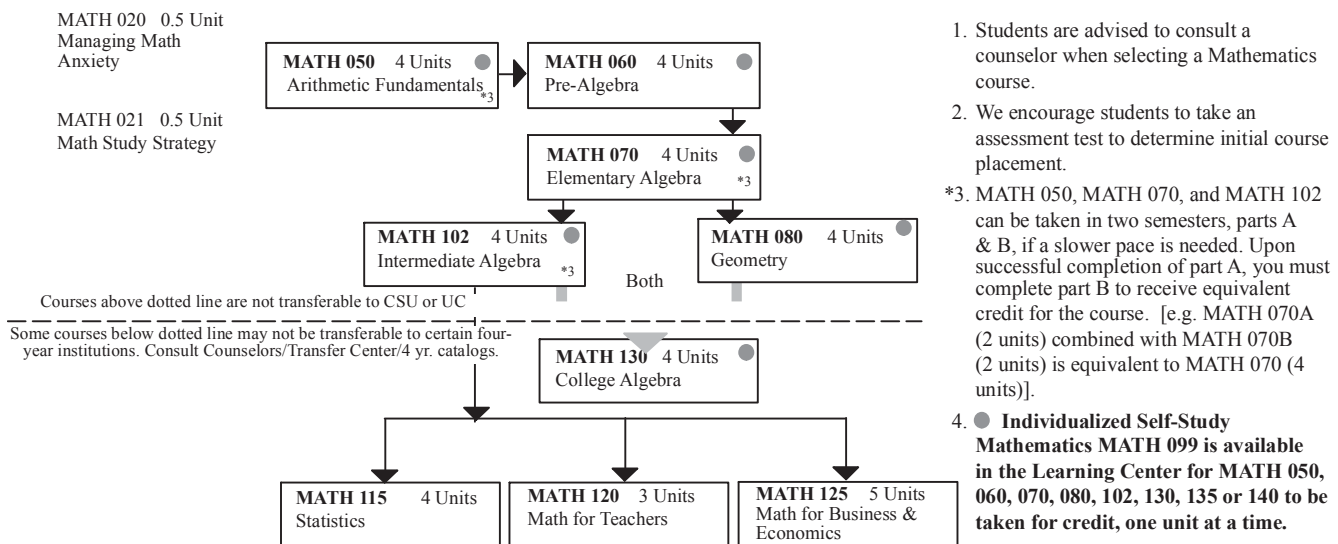 MATH 020 0.5 Unit
Managing Math
Anxiety
MATH 021 0.5 Unit
Math Study Strategy
MATH 050 4 Units
Arithmetic Fundamentals
*3
MATH 060 4 Units
Pre-Algebra
MATH 070 4 Units
Elementary Algebra *3
MATH 102 4 Units
Intermediate Algebra
*3
Both
MATH 080 4 Units
Geometry
Courses above dotted line are not transferable to CSU or UC
Some courses below dotted line may not be transferable to certain four-
year institutions. Consult Counselors/Transfer Center/4 yr. catalogs.
MATH 130 4 Units
College Algebra
MATH 115 4 Units
Statistics
MATH 120 3 Units
Math for Teachers
MATH 125 5 Units
Math for Business &
Economics
1. Students are advised to consult a
counselor when selecting a Mathematics
course.
2. We encourage students to take an
assessment test to determine initial course
placement.
*3. MATH 050, MATH 070, and MATH 102
can be taken in two semesters, parts A
& B, if a slower pace is needed. Upon
successful completion of part A, you must
complete part B to receive equivalent
credit for the course. [e.g. MATH 070A
(2 units) combined with MATH 070B
(2 units) is equivalent to MATH 070 (4
units)].
4. Individualized Self-Study
Mathematics MATH 099 is available
in the Learning Center for MATH 050,
060, 070, 080, 102, 130, 135 or 140 to be
taken for credit, one unit at a time.